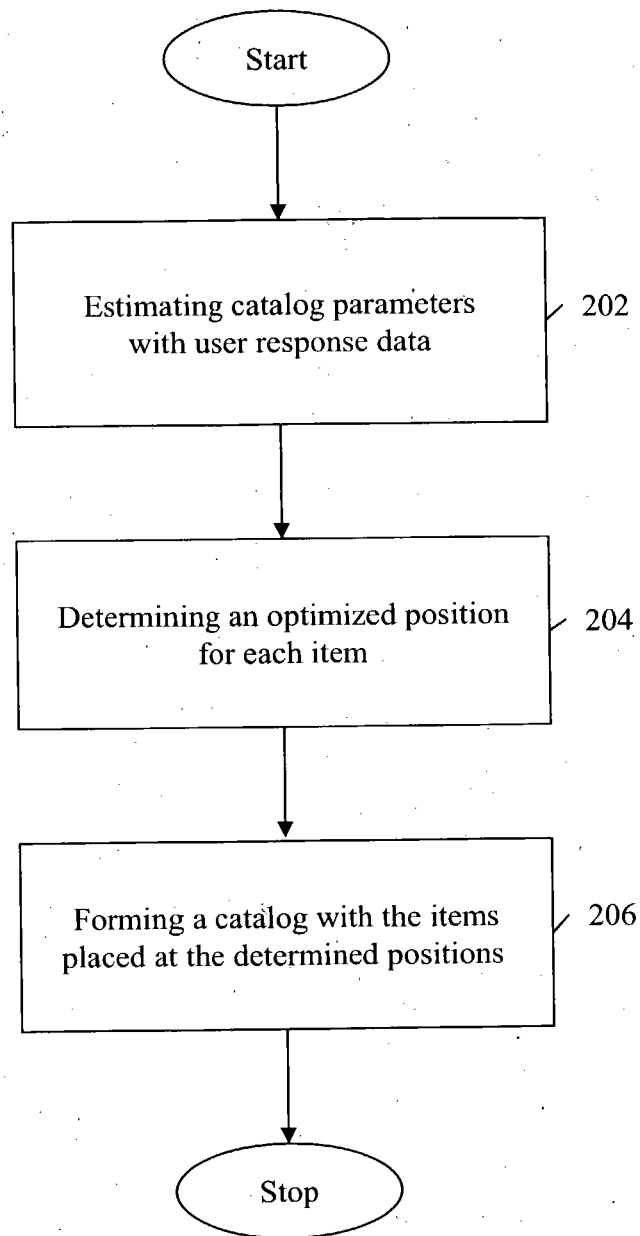 Start
Estimating catalog parameters
with user response data
202
Determining an optimized position
for each item
204
Forming a catalog with the items
placed at the determined positions
206
Stop